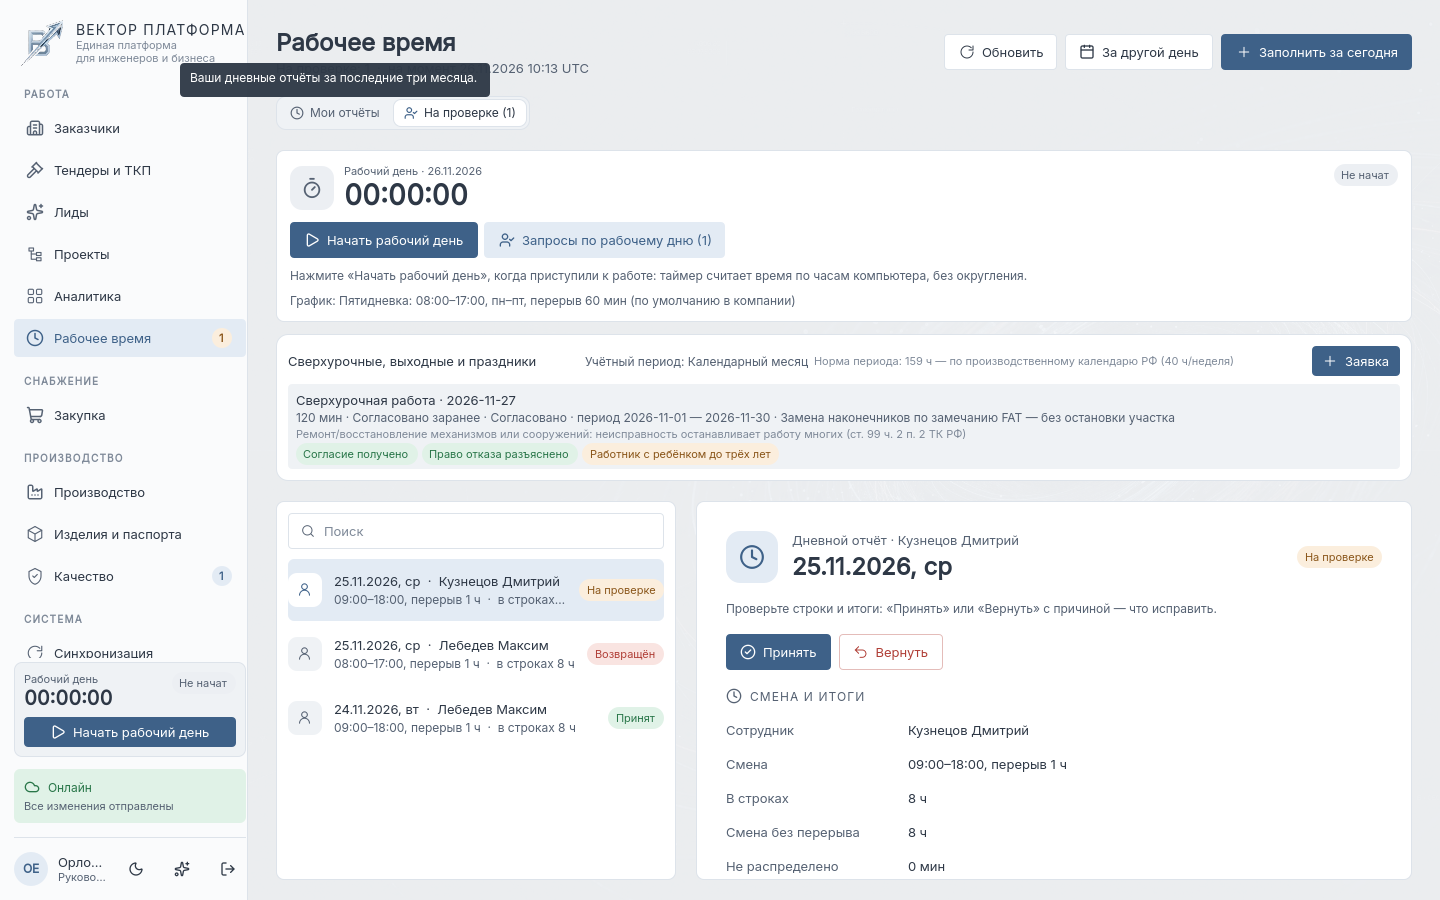 ВЕКТОР ПЛАТФОРМА
Единая платформа
для инженеров и бизнеса
РАБОТА
Заказчики
Тендеры и ТКП
Лиды
Проекты
Аналитика
Рабочее время 1
СНАБЖЕНИЕ
Закупка
ПРОИЗВОДСТВО
Производство
Изделия и паспорта
Качество 1
СИСТЕМА
Синхронизация
Рабочий день
Не начат
00:00:00
Начать рабочий день
Онлайн
Все изменения отправлены
OE
Орло...
Руково...
Рабочее время
.2026 10:13 UTC
Ваши дневные отчёты за последние три месяца.
Обновить
За другой день
Заполнить за сегодня
Мои отчёты
На проверке (1)
Рабочий день · 26.11.2026
00:00:00
Не начат
Начать рабочий день
Запросы по рабочему дню (1)
Нажмите «Начать рабочий день», когда приступили к работе: таймер считает время по часам компьютера, без округления.
График: Пятидневка: 08:00–17:00, пн–пт, перерыв 60 мин (по умолчанию в компании)
Сверхурочные, выходные и праздники
Учётный период: Календарный месяц Норма периода: 159 ч — по производственному календарю РФ (40 ч/неделя)
Заявка
Сверхурочная работа · 2026-11-27
120 мин · Согласовано заранее · Согласовано · период 2026-11-01 — 2026-11-30 · Замена наконечников по замечанию FAT — без остановки участка
Ремонт/восстановление механизмов или сооружений: неисправность останавливает работу многих (ст. 99 ч. 2 п. 2 ТК РФ)
Согласие получено
Право отказа разъяснено
Работник с ребёнком до трёх лет
Поиск
25.11.2026, ср · Кузнецов Дмитрий
09:00–18:00, перерыв 1 ч · в строках...
На проверке
25.11.2026, ср · Лебедев Максим
08:00–17:00, перерыв 1 ч · в строках 8 ч
Возвращён
24.11.2026, вт · Лебедев Максим
09:00–18:00, перерыв 1 ч · в строках 8 ч
Принят
Дневной отчёт · Кузнецов Дмитрий
25.11.2026, ср
На проверке
Проверьте строки и итоги: «Принять» или «Вернуть» с причиной — что исправить.
Принять
Вернуть
СМЕНА И ИТОГИ
Сотрудник Кузнецов Дмитрий
Смена 09:00–18:00, перерыв 1 ч
В строках 8 ч
Смена без перерыва 8 ч
Не распределено 0 мин